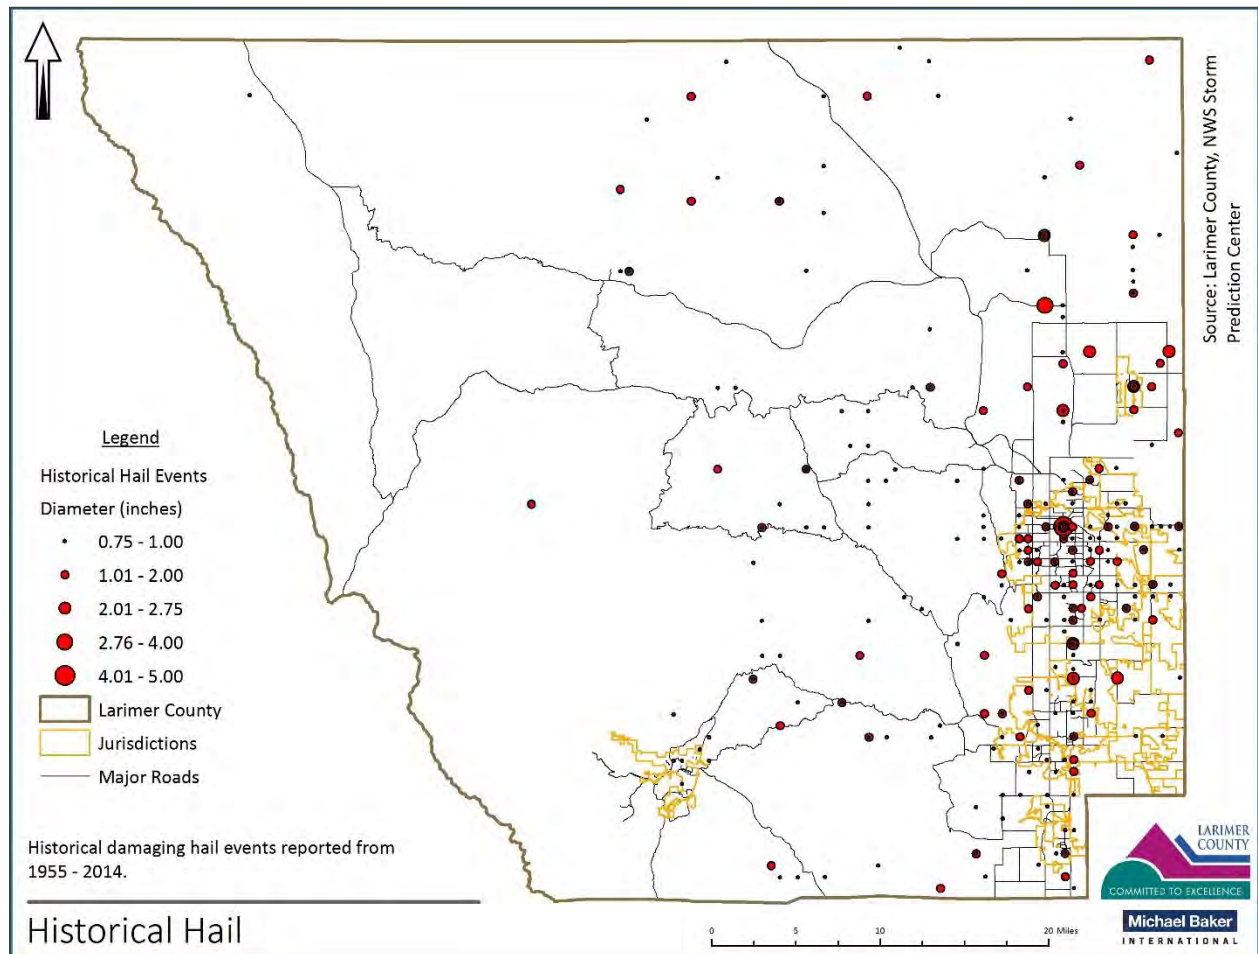 Source: Larimer County, NWS Storm
Prediction Center
Legend
Historical Hail Events
Diameter (inches)
0.75 - 1.00
1.01 - 2.00
2.01 - 2.75
2.76 - 4.00
4.01 - 5.00
Larimer County
Jurisdictions
Major Roads
Historical damaging hail events reported from
1955 - 2014.
Historical Hail
0 5 10 20 Miles
LARIMER
COUNTY
COMMITTED TO EXCELLENCE
Michael Baker
INTERNATIONAL